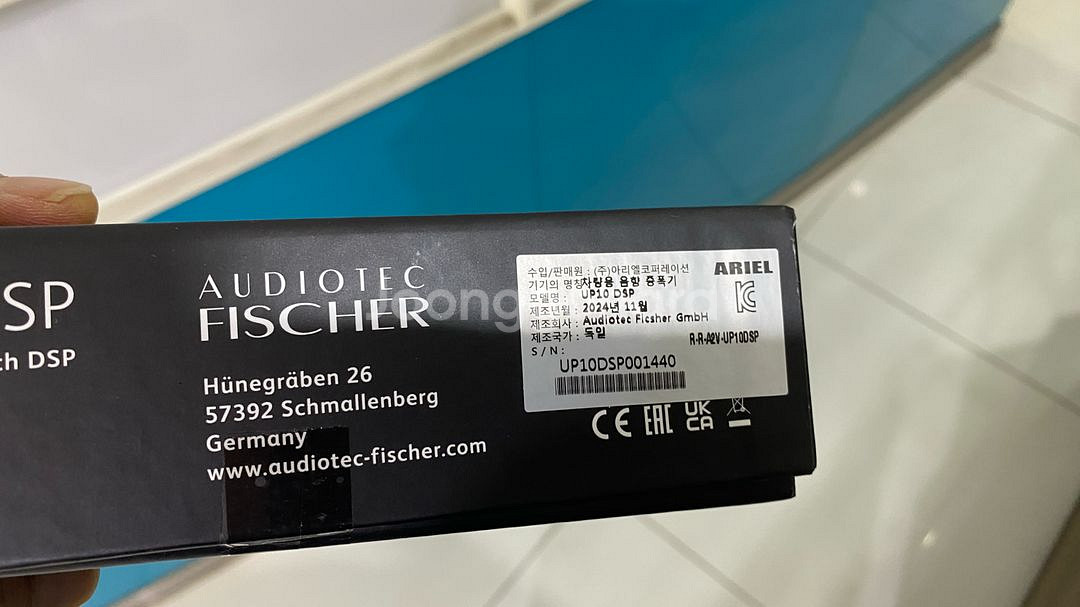 SP
th DSP
AUDIOTEC
FISCHER
Hünegräben 26
57392 Schmallenberg
Germany
www.audiotec-fischer.com
ARIEL
수입/판매원 : (주)아리엘코퍼레이션
기기의 명칭 차량용 음향 증폭기
모델명 : UP10 DSP
제조년월 : 2024년 11월
제조회사 : Audiotec Ficsher GmbH
제조국가 : 독일
R-R-A2V-UP10DSP
S/N :
UP10DSP001440
CE EAC UK CA